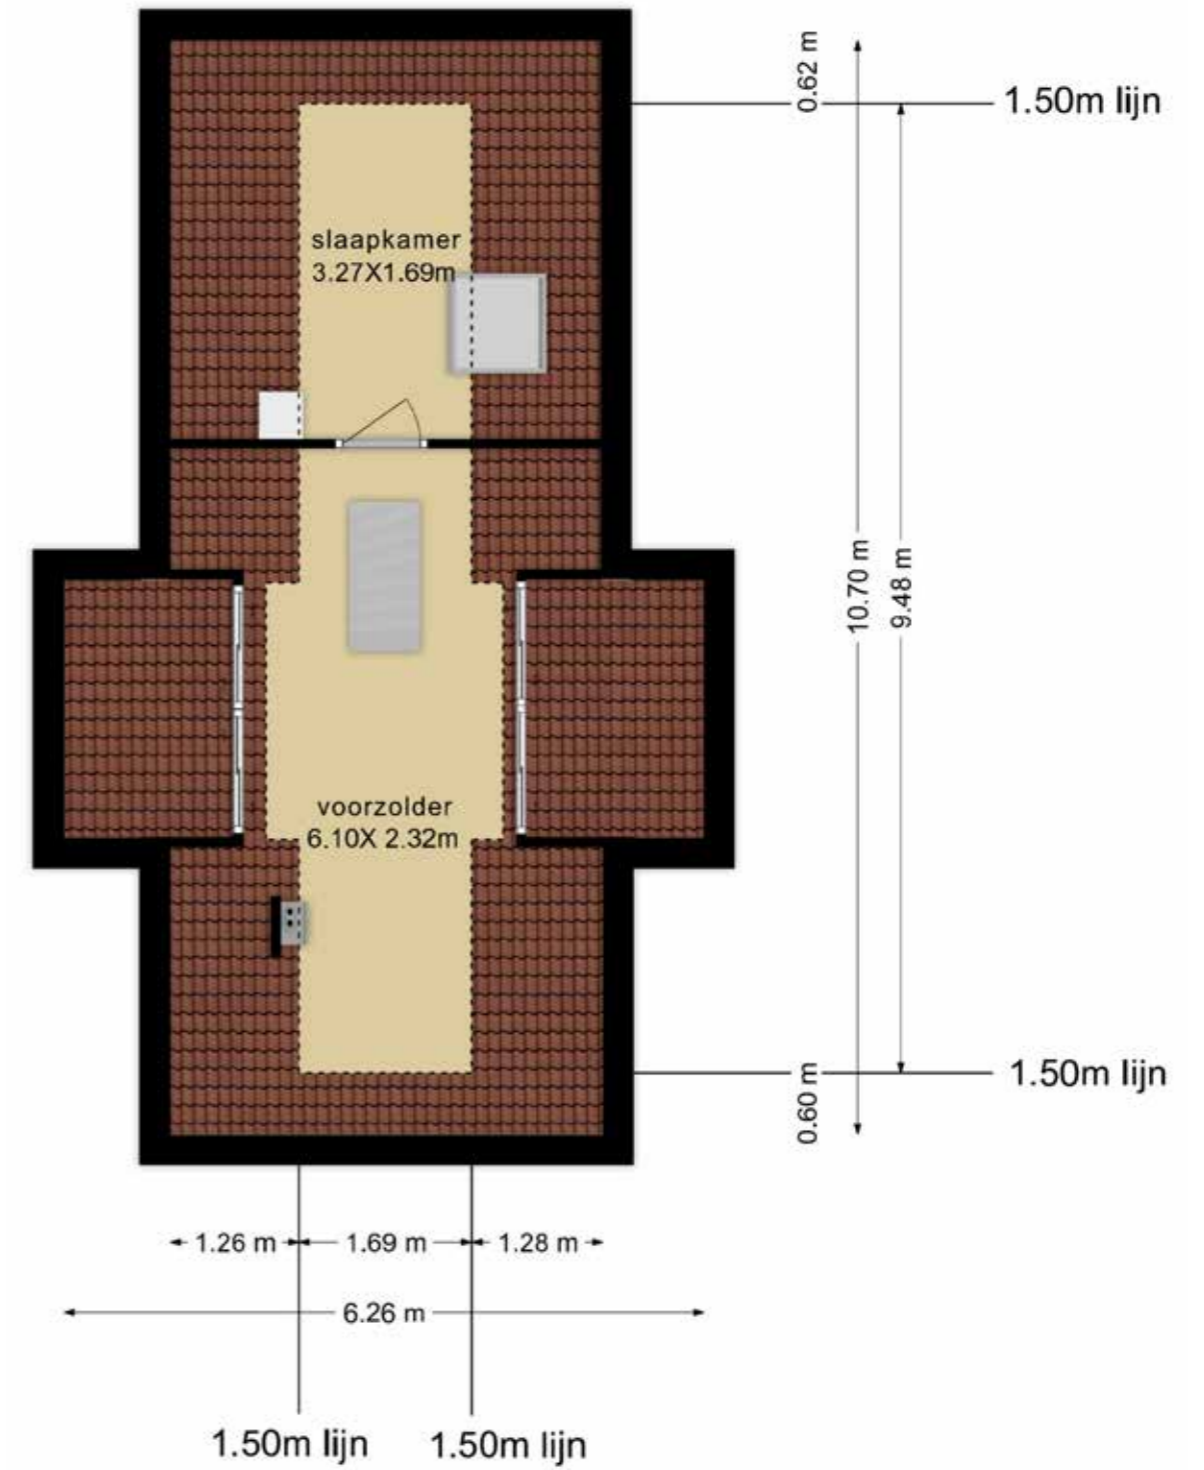 0.62 m
1.50m lijn
slaapkamer
3.27X1.69m
10.70 m
9.48 m
voorzolder
6.10X 2.32m
0.60 m
1.50m lijn
1.26 m
1.69 m
1.28 m
6.26 m
1.50m lijn
1.50m lijn